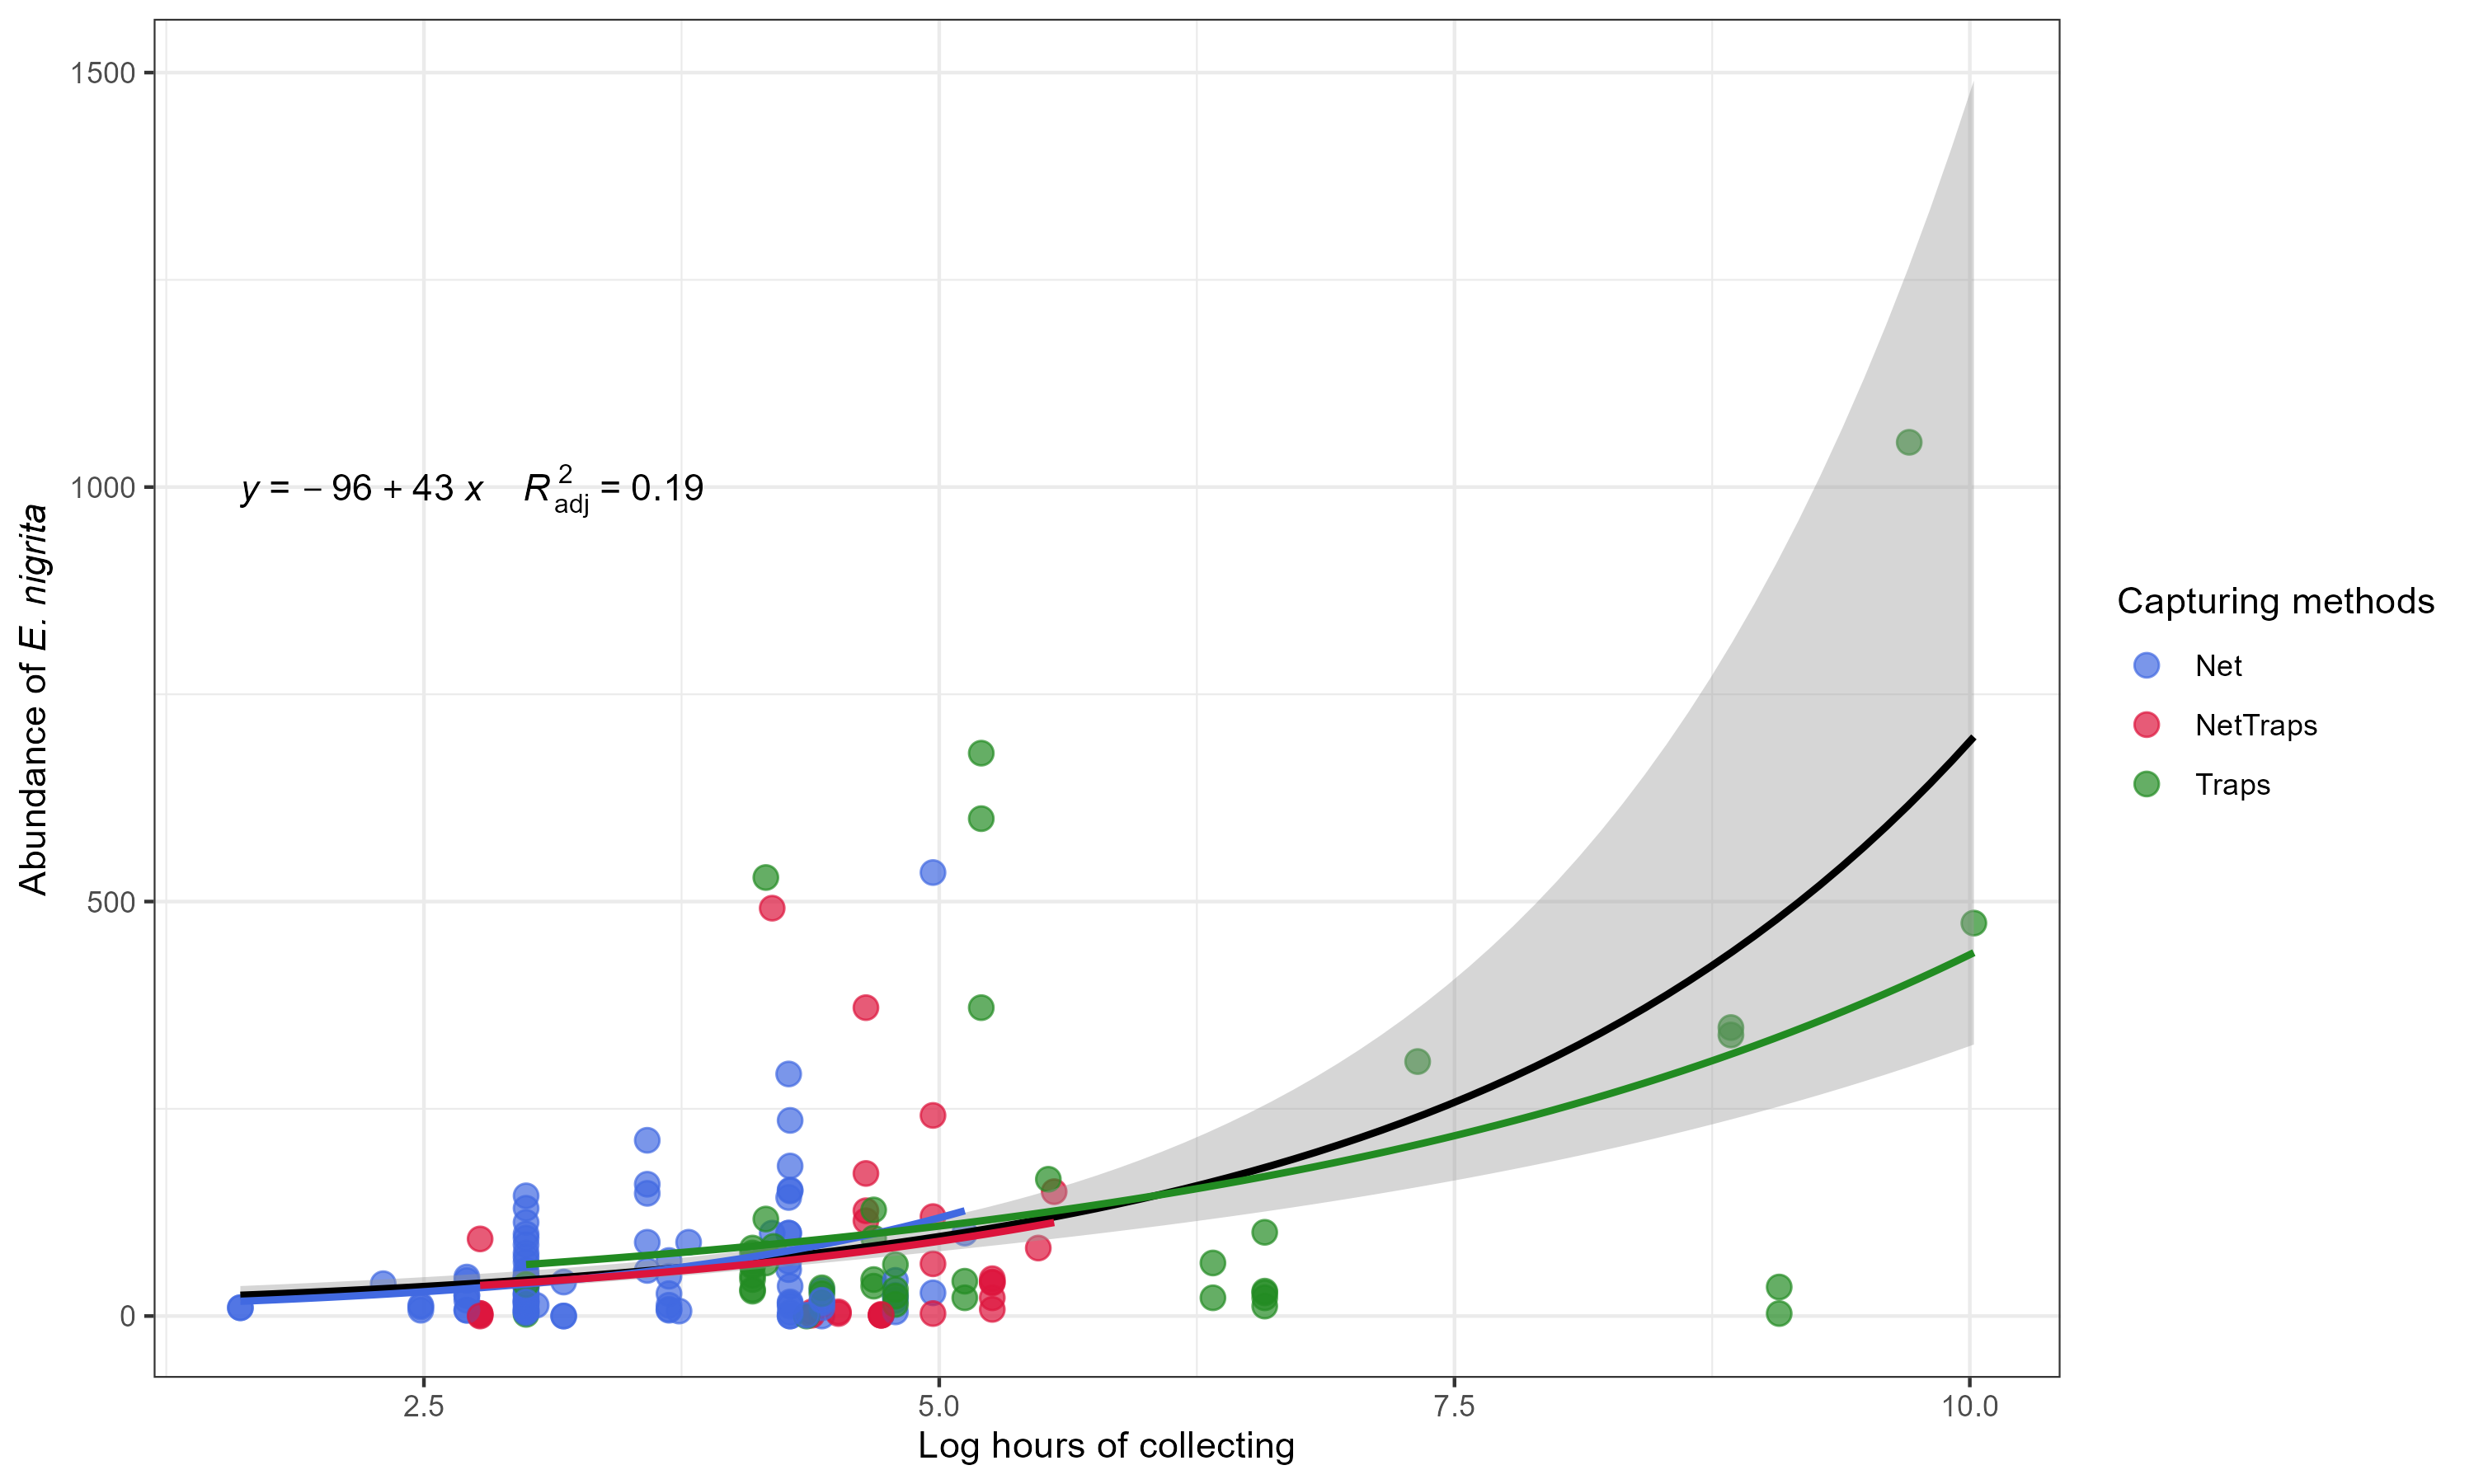 1500
1000
500
0
Abundance of E. nigrita
y = − 96 + 43 x R²adj = 0.19
2.5 5.0 7.5 10.0
Log hours of collecting
Capturing methods
Net
NetTraps
Traps